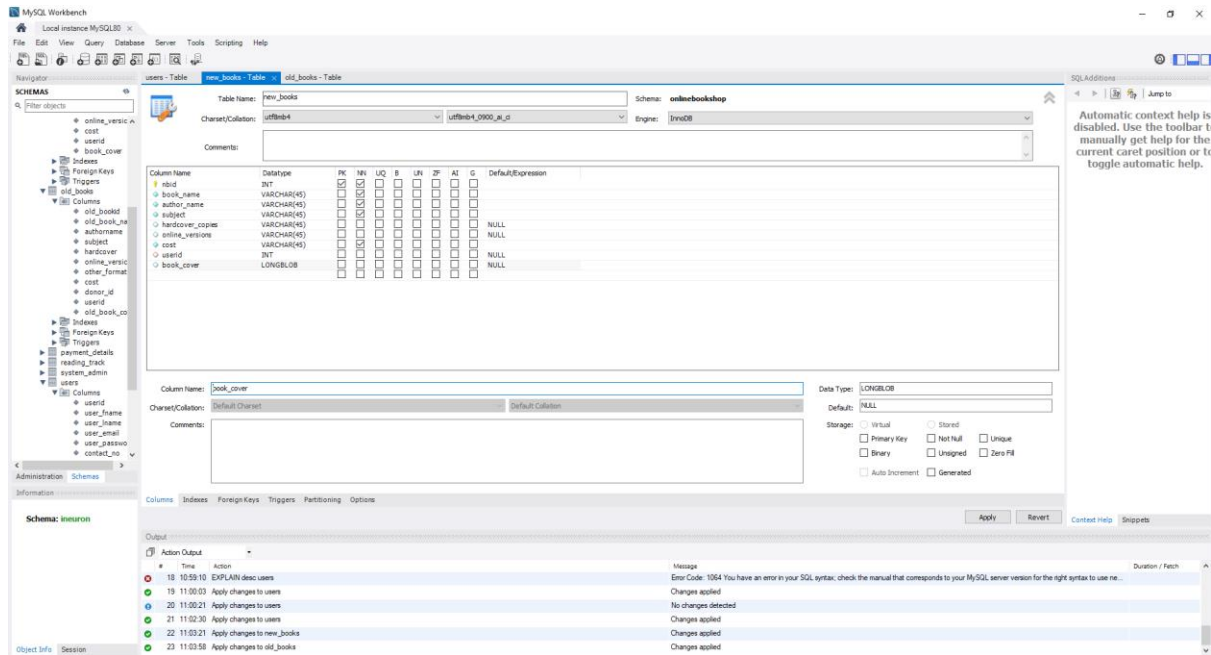 MySQL Workbench
Local instance MySQL80
File Edit View Query Database Server Tools Scripting Help
Navigator
SCHEMAS
Filter objects
online_versic
cost
userid
book_cover
Indexes
Foreign Keys
Triggers
old_books
Columns
old_bookid
old_book_na
authorname
subject
hardcover
online_versic
other_format
cost
donor_id
userid
old_book_co
Indexes
Foreign Keys
Triggers
payment_details
reading_track
system_admin
users
Columns
userid
user_fname
user_lname
user_email
user_passwo
contact_no
Administration Schemas
Information
Schema: ineuron
Object Info Session
users - Table new_books - Table old_books - Table
Table Name: new_books Schema: onlinebookshop
Charset/Collation: utf8mb4 utf8mb4_0900_ai_ci Engine: InnoDB
Comments:
Column Name Datatype PK NN UQ B UN ZF AI G Default/Expression
nbid INT
book_name VARCHAR(45)
author_name VARCHAR(45)
subject VARCHAR(45)
hardcover_copies VARCHAR(45) NULL
online_versions VARCHAR(45) NULL
cost VARCHAR(45)
userid INT NULL
book_cover LONGBLOB NULL
Column Name: book_cover Data Type: LONGBLOB
Charset/Collation: Default Charset Default Collation Default: NULL
Comments: Storage: Virtual Stored
Primary Key Not Null Unique
Binary Unsigned Zero Fill
Auto Increment Generated
Columns Indexes Foreign Keys Triggers Partitioning Options
Apply Revert
SQLAdditions
Jump to
Automatic context help is
disabled. Use the toolbar t
manually get help for the
current caret position or to
toggle automatic help.
Context Help Snippets
Output
Action Output
# Time Action Message Duration / Fetch
18 10:59:10 EXPLAIN desc users Error Code: 1064 You have an error in your SQL syntax; check the manual that corresponds to your MySQL server version for the right syntax to use ne...
19 11:00:03 Apply changes to users Changes applied
20 11:00:21 Apply changes to users No changes detected
21 11:02:30 Apply changes to users Changes applied
22 11:03:21 Apply changes to new_books Changes applied
23 11:03:58 Apply changes to old_books Changes applied